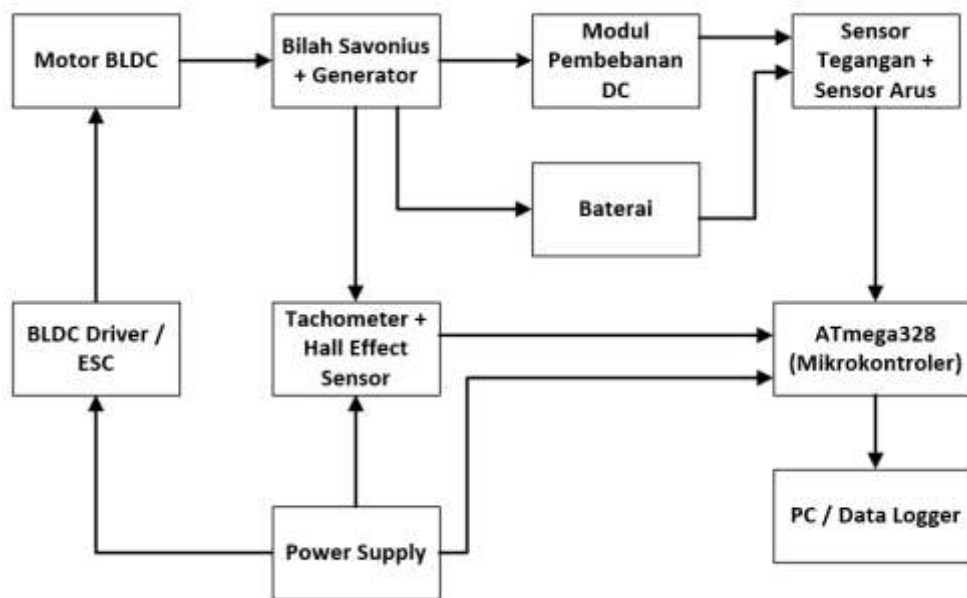 Motor BLDC
Bilah Savonius
+ Generator
Modul
Pembebanan
DC
Sensor
Tegangan +
Sensor Arus
Baterai
BLDC Driver /
ESC
Tachometer +
Hall Effect
Sensor
ATmega328
(Mikrokontroler)
Power Supply
PC / Data Logger